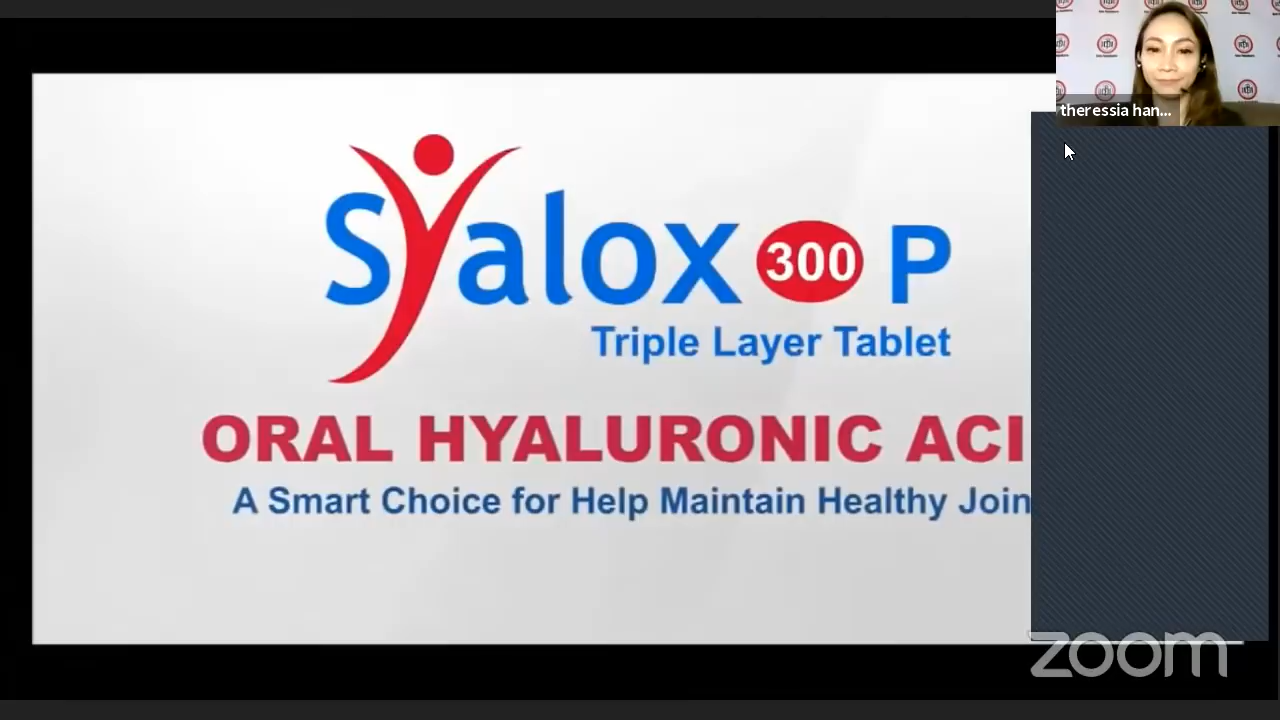 theressia han...
Syalox 300 P
Triple Layer Tablet
ORAL HYALURONIC ACI
A Smart Choice for Help Maintain Healthy Join
zoom